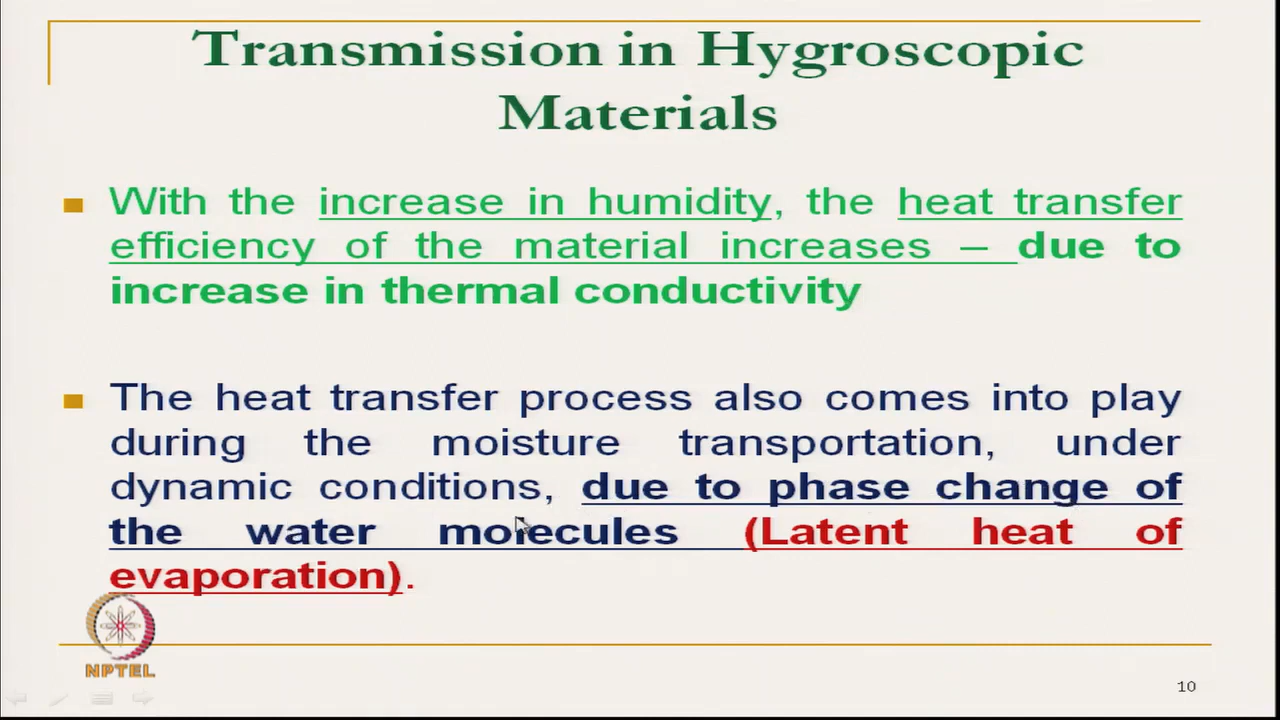 Transmission in Hygroscopic
Materials
With the increase in humidity, the heat transfer
efficiency of the material increases – due to
increase in thermal conductivity
The heat transfer process also comes into play
during the moisture transportation, under
dynamic conditions, due to phase change of
the water molecules (Latent heat of
evaporation).
NPTEL
10